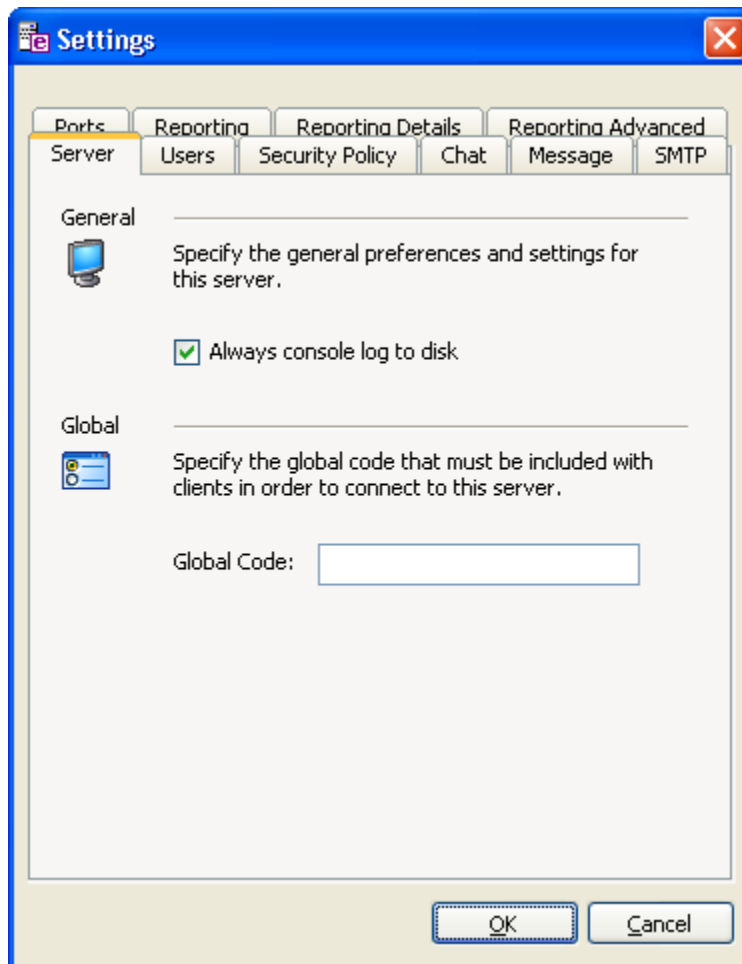 Settings
Ports Reporting Reporting Details Reporting Advanced
Server Users Security Policy Chat Message SMTP
General
Specify the general preferences and settings for
this server.
Always console log to disk
Global
Specify the global code that must be included with
clients in order to connect to this server.
Global Code:
OK Cancel